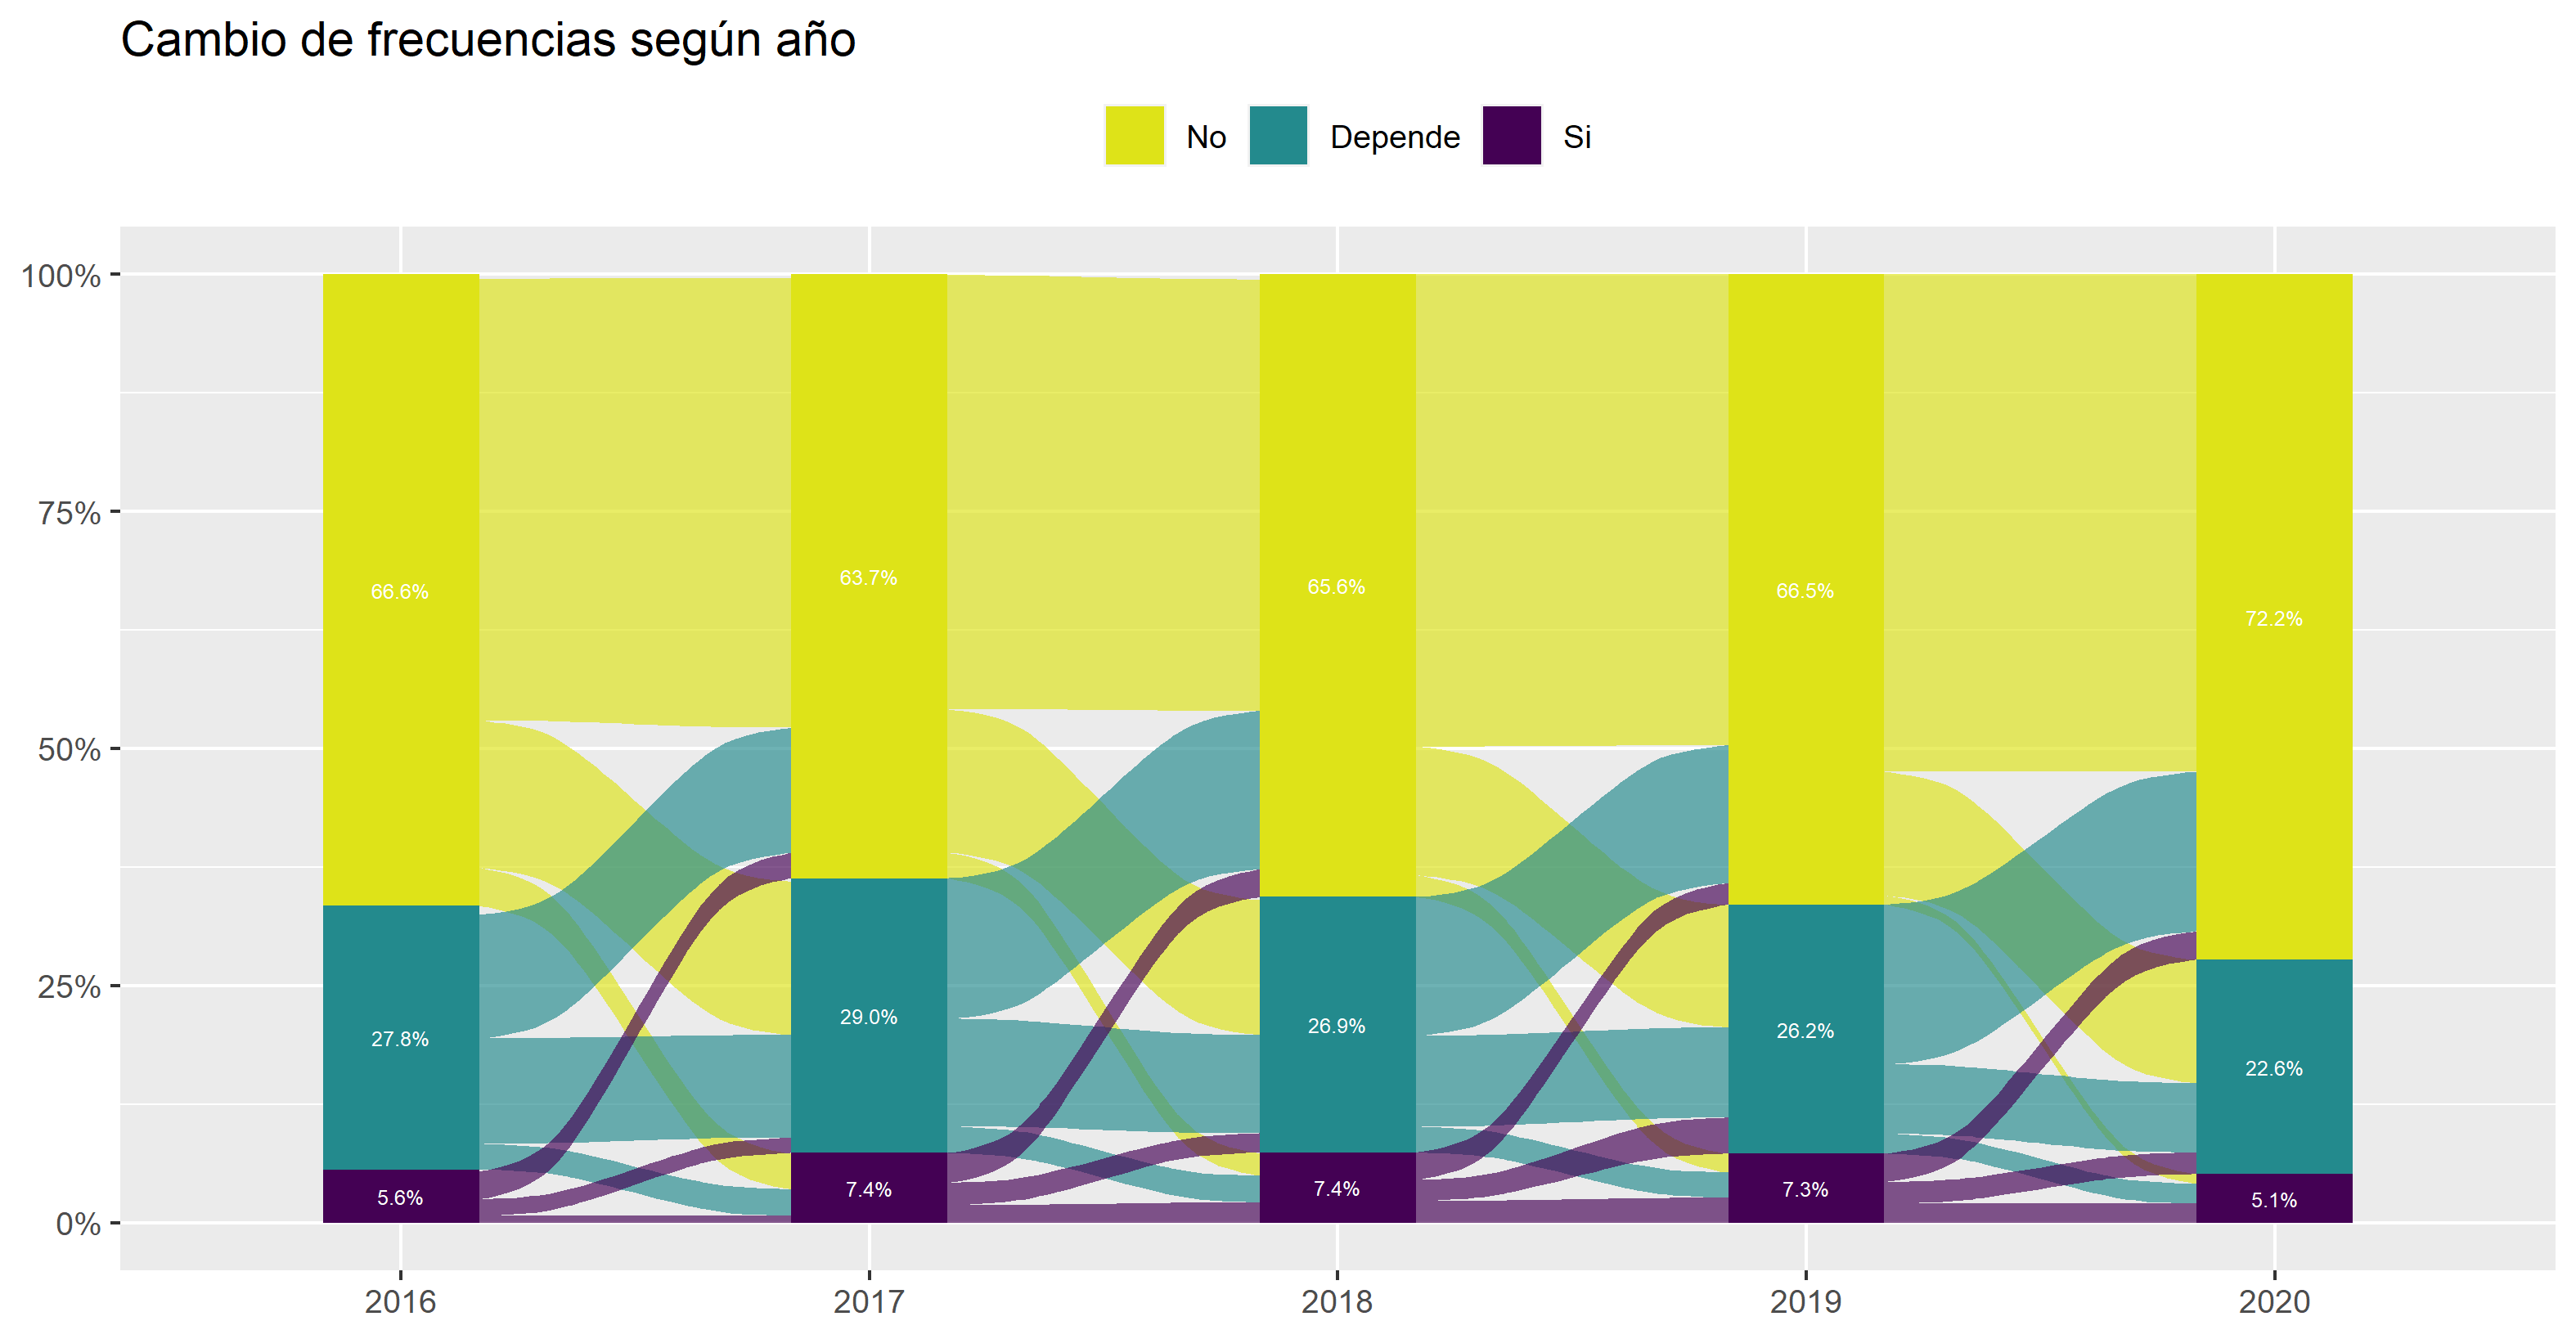 Cambio de frecuencias según año
No Depende Si
100%
75%
50%
25%
0%
66.6% 63.7% 65.6% 66.5% 72.2%
27.8% 29.0% 26.9% 26.2% 22.6%
5.6% 7.4% 7.4% 7.3% 5.1%
2016 2017 2018 2019 2020